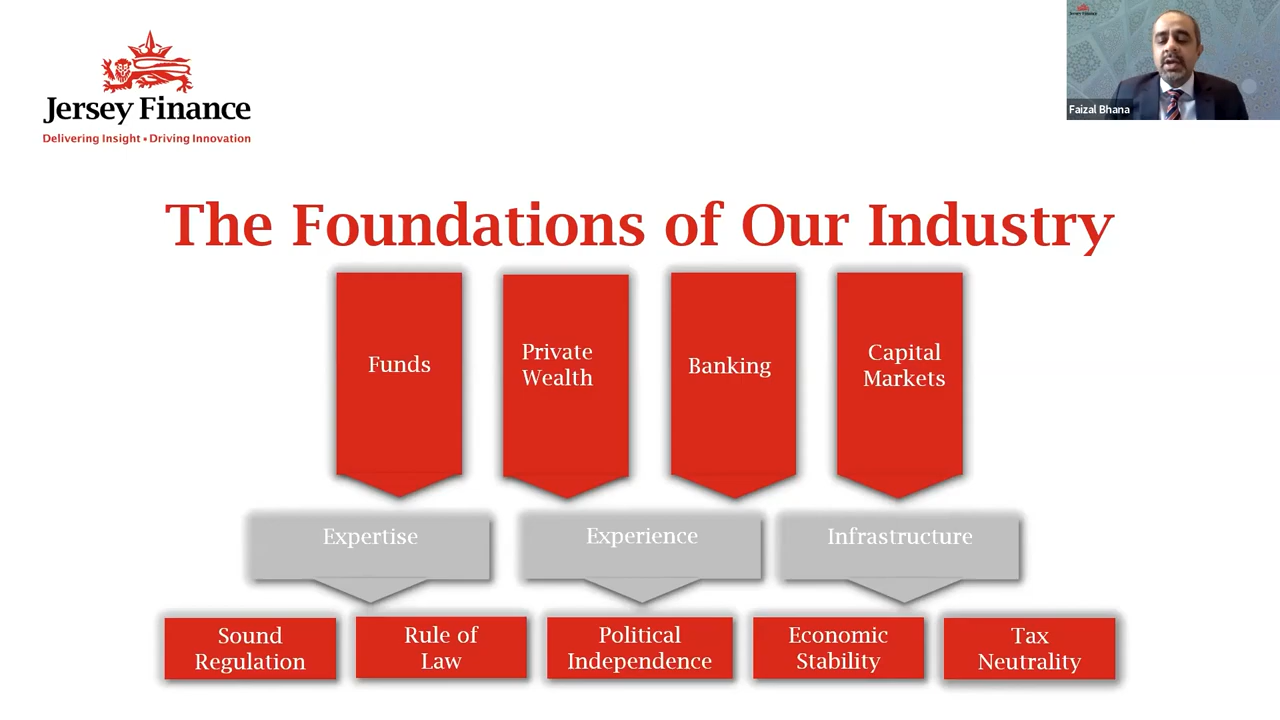 Jersey Finance
Delivering Insight • Driving Innovation
Faizal Bhana
The Foundations of Our Industry
Funds
Private
Wealth
Banking
Capital
Markets
Expertise
Experience
Infrastructure
Sound
Regulation
Rule of
Law
Political
Independence
Economic
Stability
Tax
Neutrality